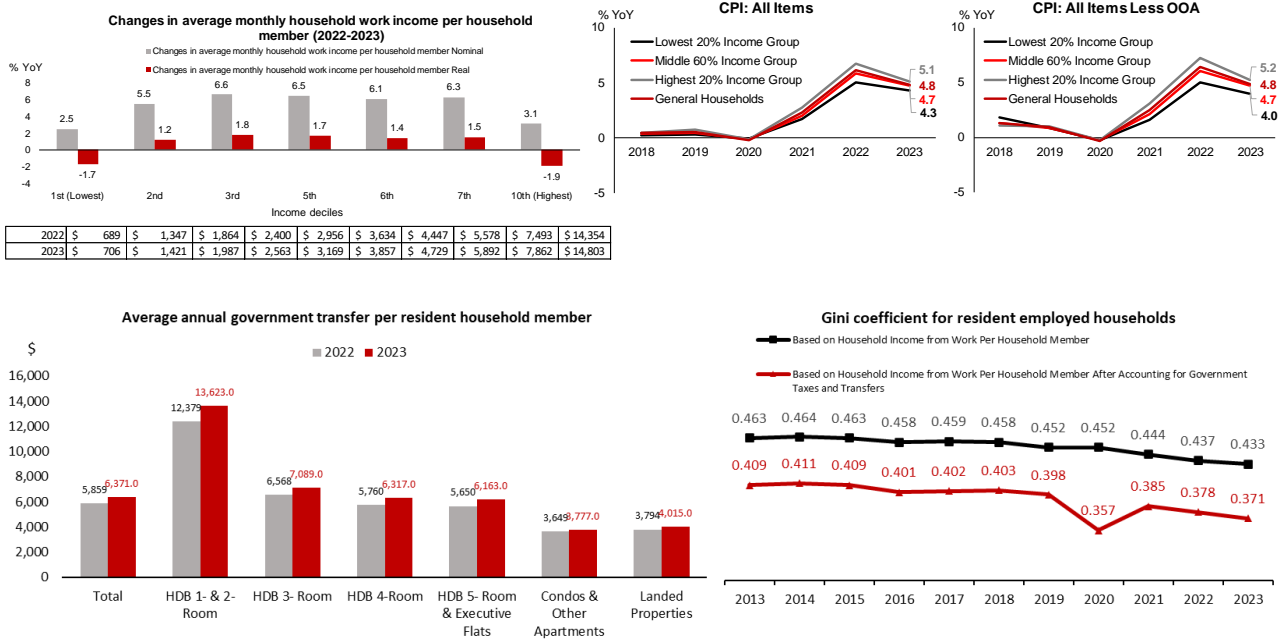 Changes in average monthly household work income per household
member (2022-2023)
Changes in average monthly household work income per household member Nominal
Changes in average monthly household work income per household member Real
% YoY
8
6
4
2
0
-2
-4
2.5
-1.7
5.5
1.2
6.6
1.8
6.5
1.7
6.1
1.4
6.3
1.5
3.1
-1.9
1st (Lowest) 2nd 3rd 5th 6th 7th 10th (Highest)
Income deciles
2022 $ 689 $ 1,347 $ 1,864 $ 2,400 $ 2,956 $ 3,634 $ 4,447 $ 5,578 $ 7,493 $ 14,354
2023 $ 706 $ 1,421 $ 1,987 $ 2,563 $ 3,169 $ 3,857 $ 4,729 $ 5,892 $ 7,862 $ 14,803
CPI: All Items
% YoY
10
5
0
-5
Lowest 20% Income Group
Middle 60% Income Group
Highest 20% Income Group
General Households
5.1
4.8
4.7
4.3
2018 2019 2020 2021 2022 2023
CPI: All Items Less OOA
% YoY
10
5
0
-5
Lowest 20% Income Group
Middle 60% Income Group
Highest 20% Income Group
General Households
5.2
4.8
4.7
4.0
2018 2019 2020 2021 2022 2023
Average annual government transfer per resident household member
$
2022 2023
16,000
14,000
12,000
10,000
8,000
6,000
4,000
2,000
0
5,859 6,371.0
12,379 13,623.0
6,568 7,089.0
5,760 6,317.0
5,650 6,163.0
3,649 3,777.0
3,794 4,015.0
Total
HDB 1- & 2-
Room
HDB 3- Room
HDB 4-Room
HDB 5- Room
& Executive
Flats
Condos &
Other
Apartments
Landed
Properties
Gini coefficient for resident employed households
Based on Household Income from Work Per Household Member
Based on Household Income from Work Per Household Member After Accounting for Government
Taxes and Transfers
0.463 0.464 0.463 0.458 0.459 0.458 0.452 0.452 0.444 0.437 0.433
0.409 0.411 0.409 0.401 0.402 0.403 0.398 0.357 0.385 0.378 0.371
2013 2014 2015 2016 2017 2018 2019 2020 2021 2022 2023